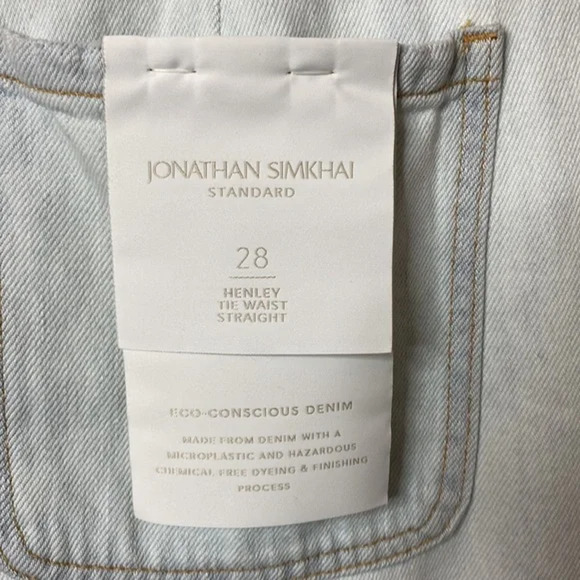 JONATHAN SIMKHAI
STANDARD
28
HENLEY
TIE WAIST
STRAIGHT
ECO-CONSCIOUS DENIM
MADE FROM DENIM WITH A
MICROPLASTIC AND HAZARDOUS
CHEMICAL FREE DYEING & FINISHING
PROCESS